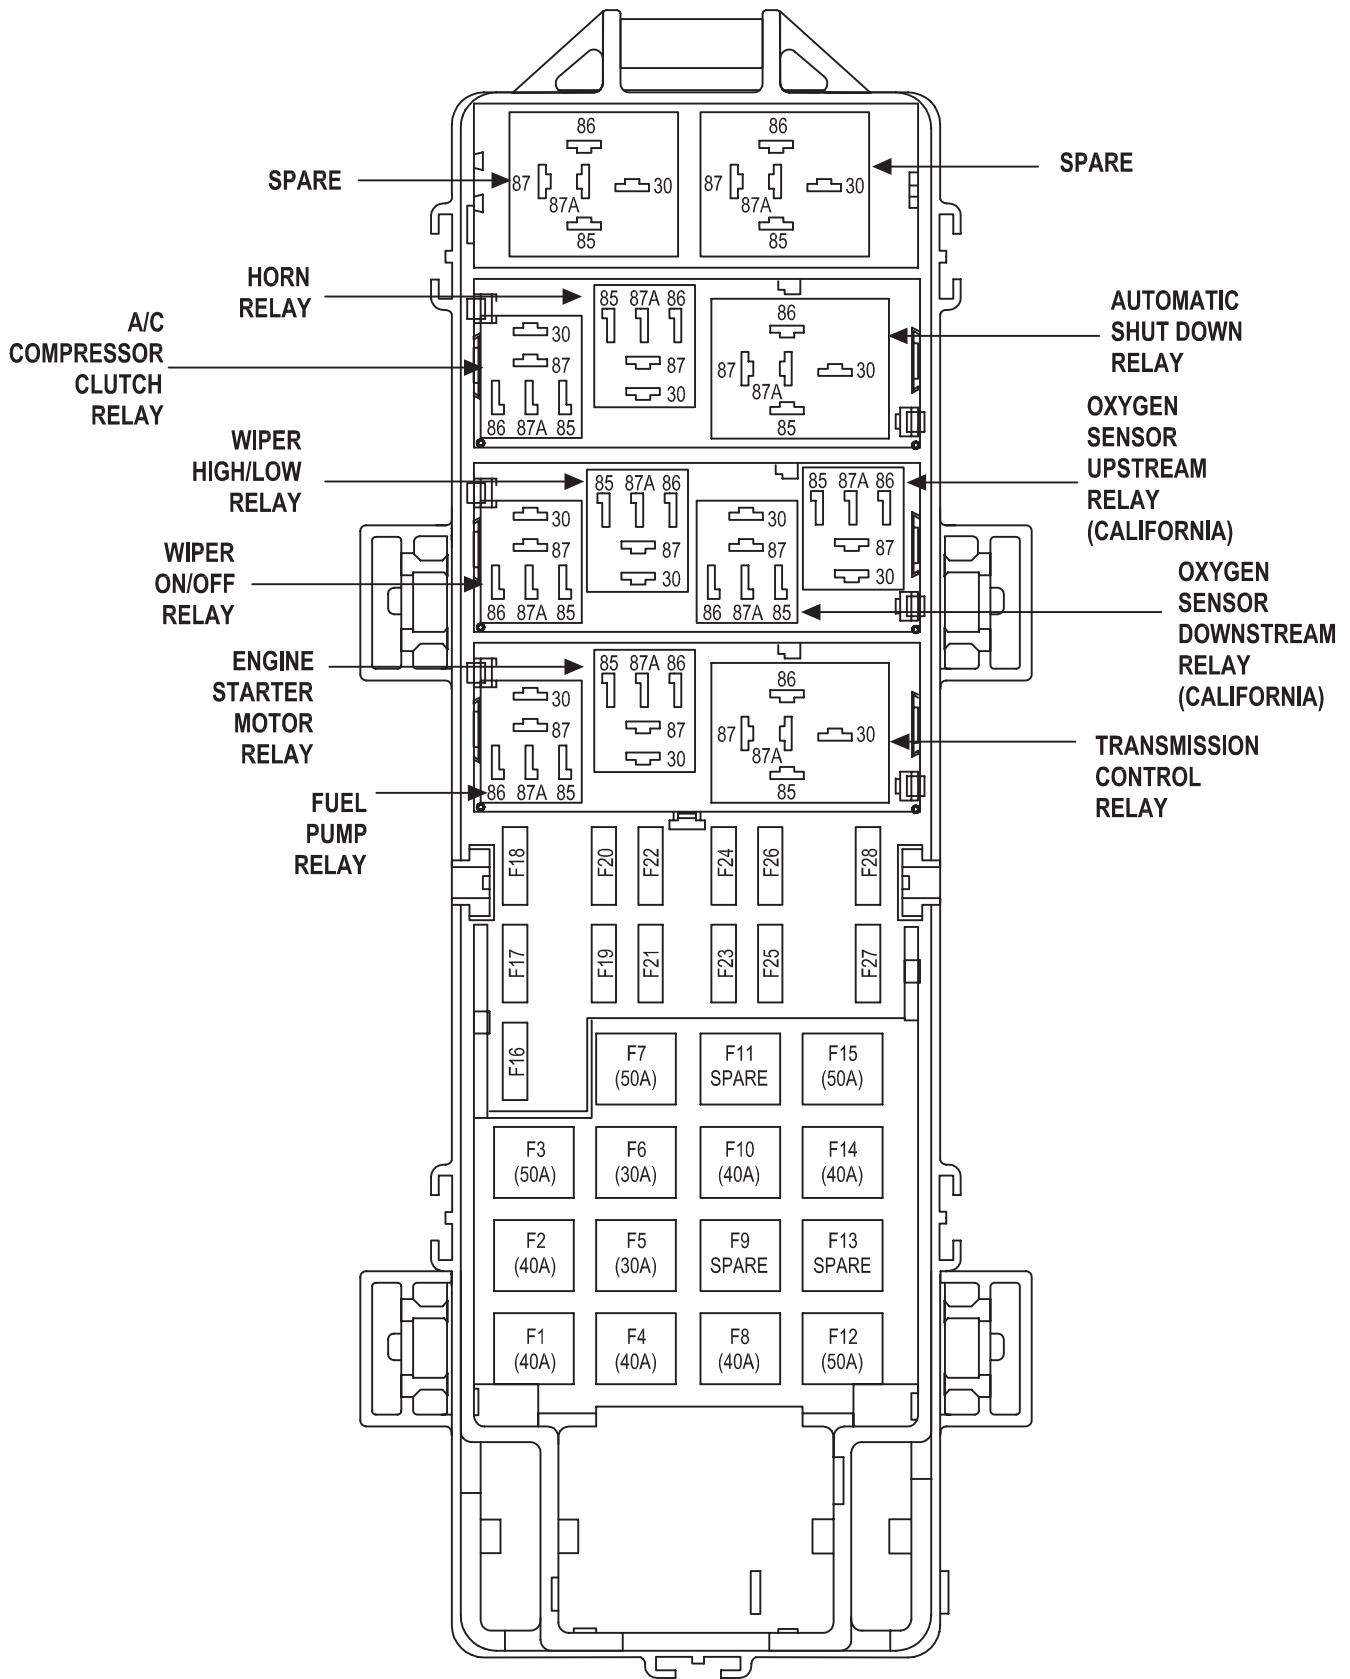 86
86
SPARE
87
30
87A
85
87
30
87A
85
SPARE
HORN
RELAY
85 87A 86
87
30
A/C
COMPRESSOR
CLUTCH
RELAY
30
87
86 87A 85
86
87
30
87A
85
AUTOMATIC
SHUT DOWN
RELAY
WIPER
HIGH/LOW
RELAY
85 87A 86
87
30
85 87A 86
87
30
OXYGEN
SENSOR
UPSTREAM
RELAY
(CALIFORNIA)
WIPER
ON/OFF
RELAY
30
87
86 87A 85
30
87
86 87A 85
OXYGEN
SENSOR
DOWNSTREAM
RELAY
(CALIFORNIA)
ENGINE
STARTER
MOTOR
RELAY
85 87A 86
87
30
86
87
30
87A
85
TRANSMISSION
CONTROL
RELAY
30
87
86 87A 85
FUEL
PUMP
RELAY
F18
F20
F22
F24
F26
F28
F17
F19
F21
F23
F25
F27
F16
F7
(50A)
F11
SPARE
F15
(50A)
F3
(50A)
F6
(30A)
F10
(40A)
F14
(40A)
F2
(40A)
F5
(30A)
F9
SPARE
F13
SPARE
F1
(40A)
F4
(40A)
F8
(40A)
F12
(50A)